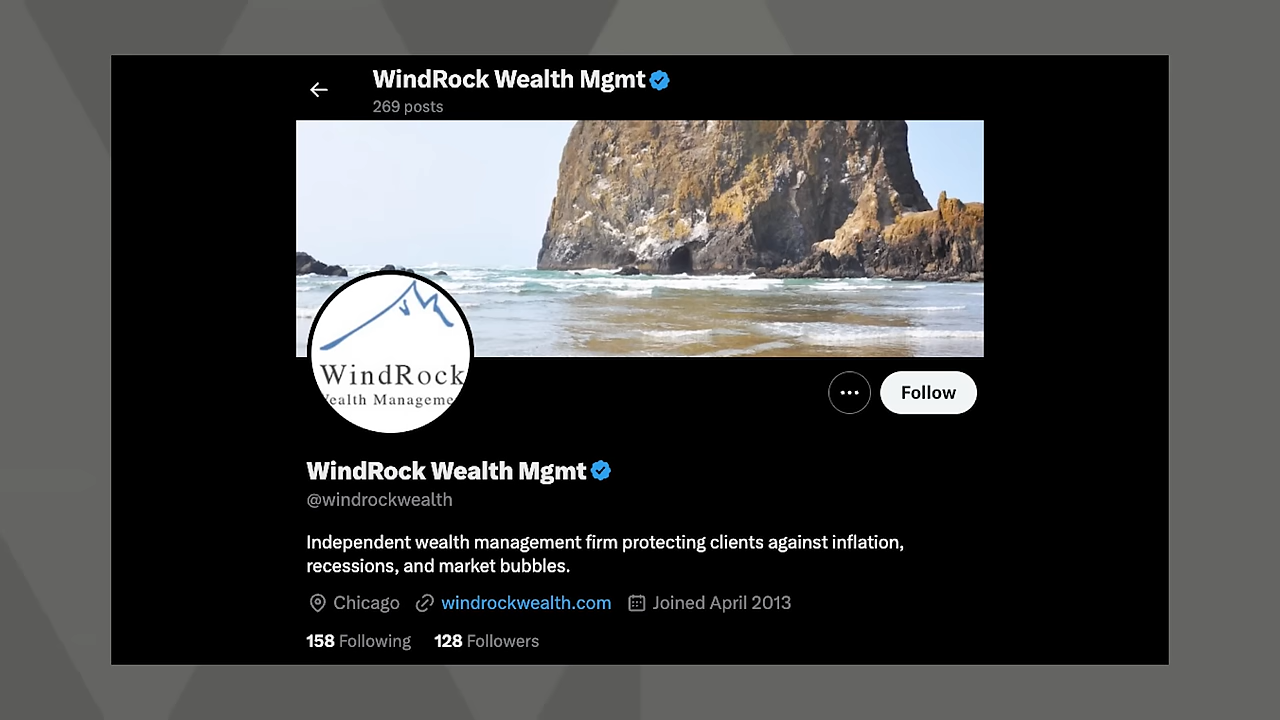 WindRock Wealth Mgmt
269 posts
WindRock
ealth Manageme
Follow
WindRock Wealth Mgmt
@windrockwealth
Independent wealth management firm protecting clients against inflation,
recessions, and market bubbles.
Chicago windrockwealth.com Joined April 2013
158 Following 128 Followers